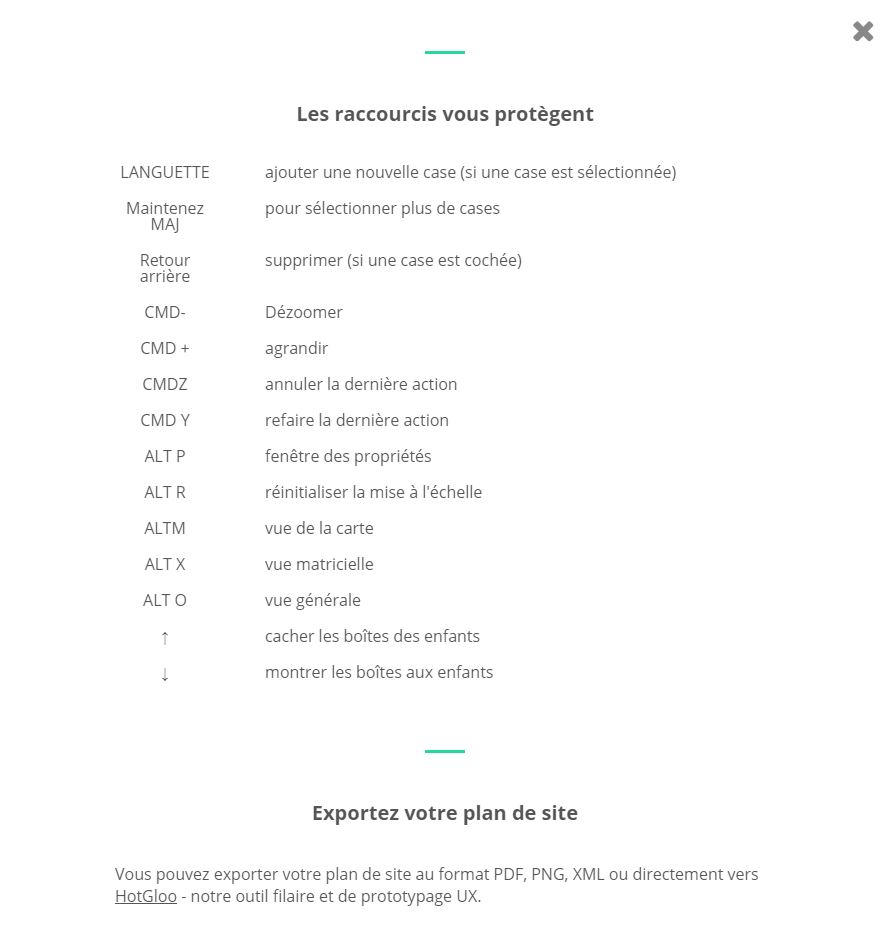 Les raccourcis vous protègent
LANGUETTE ajouter une nouvelle case (si une case est sélectionnée)
Maintenez pour sélectionner plus de cases
MAJ
Retour supprimer (si une case est cochée)
arrière
CMD- Dézoomer
CMD + agrandir
CMDZ annuler la dernière action
CMD Y refaire la dernière action
ALT P fenêtre des propriétés
ALT R réinitialiser la mise à l'échelle
ALTM vue de la carte
ALT X vue matricielle
ALT O vue générale
↑ cacher les boîtes des enfants
↓ montrer les boîtes aux enfants
Exportez votre plan de site
Vous pouvez exporter votre plan de site au format PDF, PNG, XML ou directement vers
HotGloo - notre outil filaire et de prototypage UX.